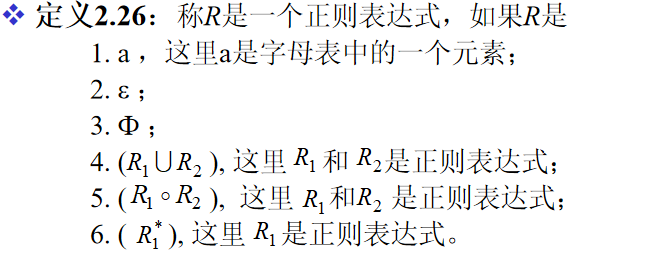 ❖ 定义2.26：称R是一个正则表达式，如果R是
1. a ，这里a是字母表中的一个元素；
2. ε；
3. Φ；
4. (R₁∪R₂ ), 这里 R₁ 和 R₂是正则表达式；
5. (R₁∘R₂ ), 这里 R₁和R₂ 是正则表达式；
6. ( R₁* ), 这里 R₁是正则表达式。